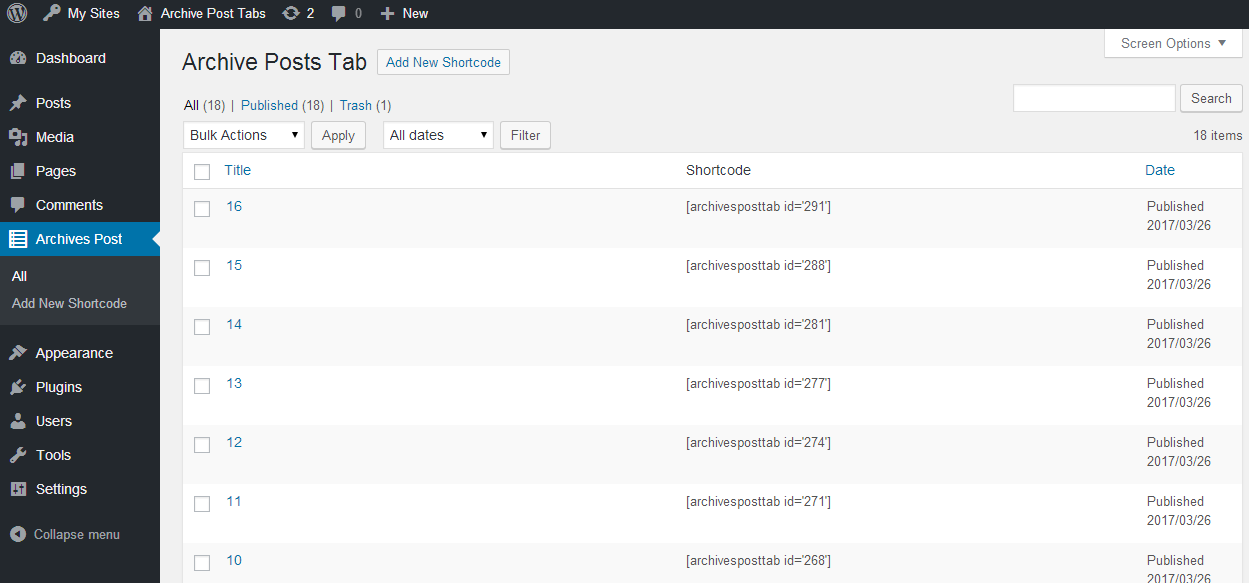 My Sites Archive Post Tabs 2 0 New
Screen Options ▼
Dashboard
Posts
Media
Pages
Comments
Archives Post
All
Add New Shortcode
Appearance
Plugins
Users
Tools
Settings
Collapse menu
Archive Posts Tab Add New Shortcode
All (18) | Published (18) | Trash (1)
Search
Bulk Actions ▼ Apply All dates ▼ Filter
18 items
Title Shortcode Date
16 [archivesposttab id='291'] Published
2017/03/26
15 [archivesposttab id='288'] Published
2017/03/26
14 [archivesposttab id='281'] Published
2017/03/26
13 [archivesposttab id='277'] Published
2017/03/26
12 [archivesposttab id='274'] Published
2017/03/26
11 [archivesposttab id='271'] Published
2017/03/26
10 [archivesposttab id='268'] Published
2017/03/26